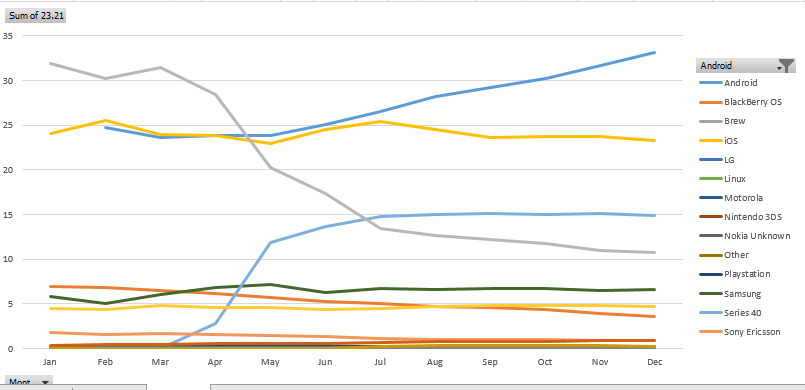 Sum of 23.21
35
30
25
20
15
10
5
0
Jan Feb Mar Apr May Jun Jul Aug Sep Oct Nov Dec
Android
Android
BlackBerry OS
Brew
iOS
LG
Linux
Motorola
Nintendo 3DS
Nokia Unknown
Other
Playstation
Samsung
Series 40
Sony Ericsson
Mont